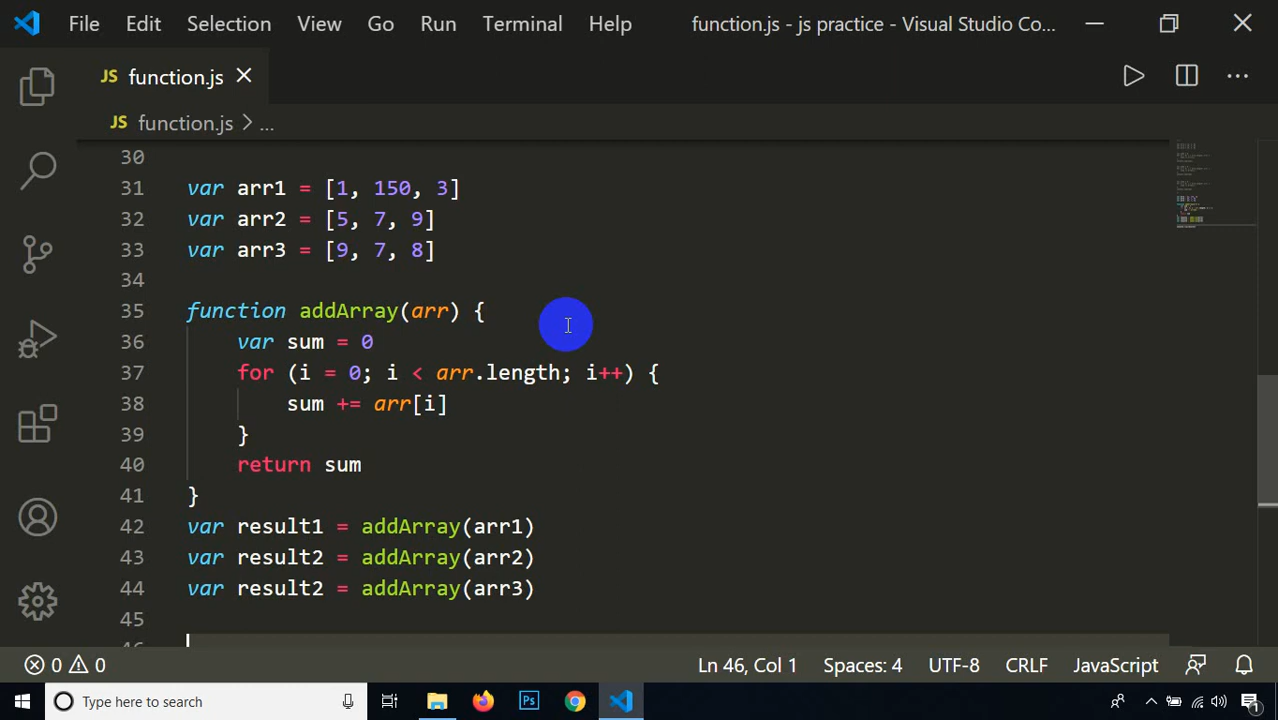 File Edit Selection View Go Run Terminal Help function.js - js practice - Visual Studio Co...
JS function.js
JS function.js > ...
30
31 var arr1 = [1, 150, 3]
32 var arr2 = [5, 7, 9]
33 var arr3 = [9, 7, 8]
34
35 function addArray(arr) {
36 var sum = 0
37 for (i = 0; i < arr.length; i++) {
38 sum += arr[i]
39 }
40 return sum
41 }
42 var result1 = addArray(arr1)
43 var result2 = addArray(arr2)
44 var result2 = addArray(arr3)
45
46
0 0 Ln 46, Col 1 Spaces: 4 UTF-8 CRLF JavaScript
Type here to search Ps 1